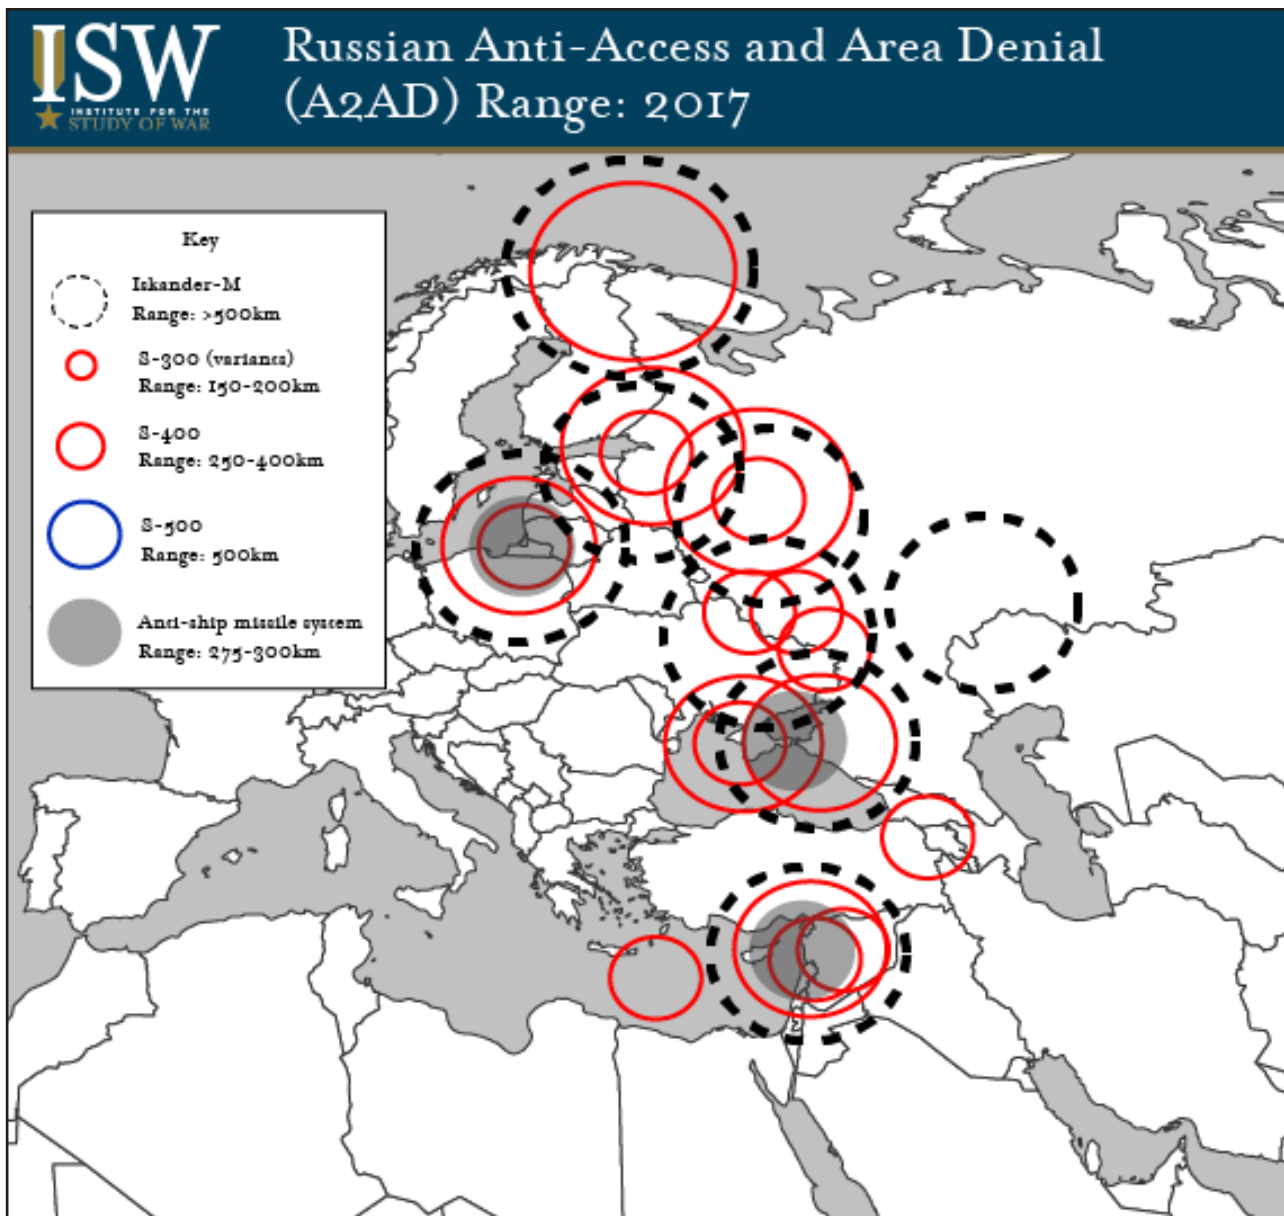 ISW
INSTITUTE FOR THE
STUDY OF WAR
Russian Anti-Access and Area Denial
(A2AD) Range: 2017
Key
Iskander-M
Range: >500km
S-300 (variants)
Range: 150-200km
S-400
Range: 250-400km
S-500
Range: 500km
Anti-ship missile system
Range: 275-300km